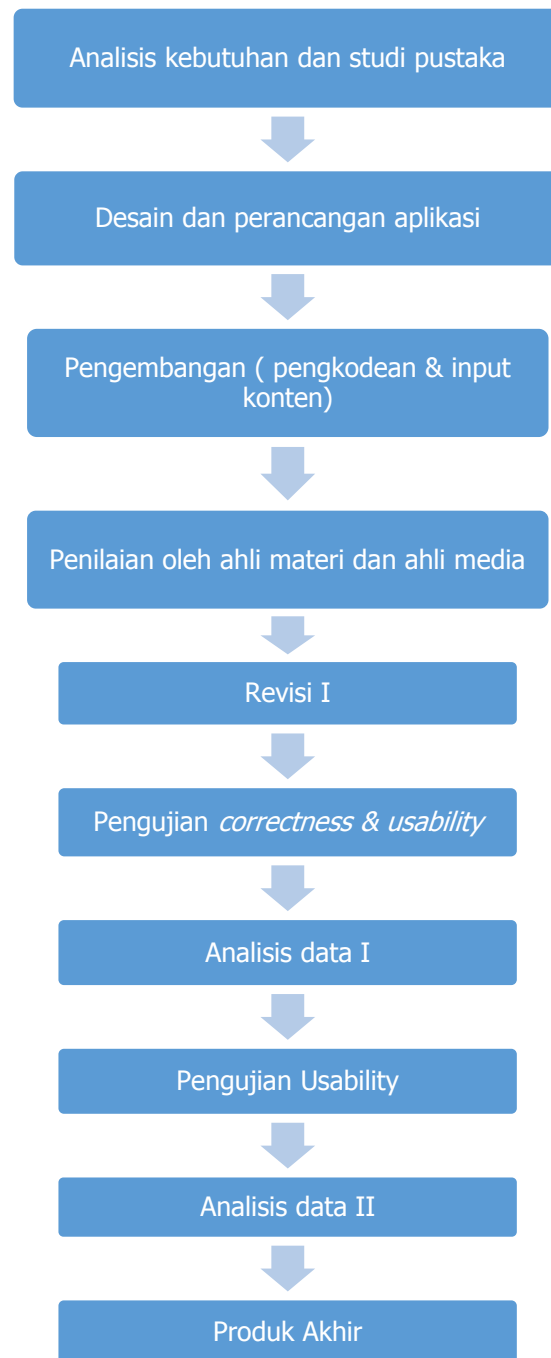 Analisis kebutuhan dan studi pustaka
Desain dan perancangan aplikasi
Pengembangan ( pengkodean & input
konten)
Penilaian oleh ahli materi dan ahli media
Revisi I
Pengujian correctness & usability
Analisis data I
Pengujian Usability
Analisis data II
Produk Akhir